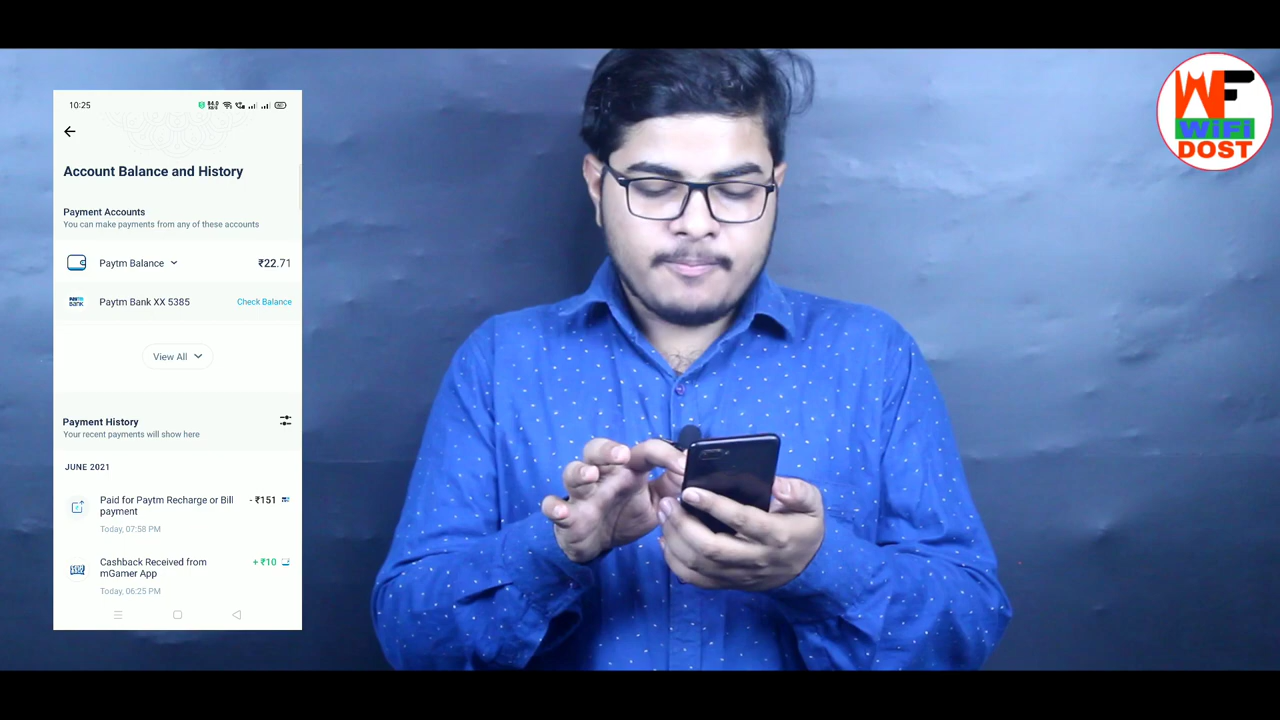 10:25
Account Balance and History
Payment Accounts
You can make payments from any of these accounts
Paytm Balance
₹22.71
Paytm Bank XX 5385
Check Balance
View All
Payment History
Your recent payments will show here
JUNE 2021
Paid for Paytm Recharge or Bill
payment
- ₹151
Today, 07:58 PM
Cashback Received from
mGamer App
+ ₹10
Today, 06:25 PM
WF
WiFi
DOST